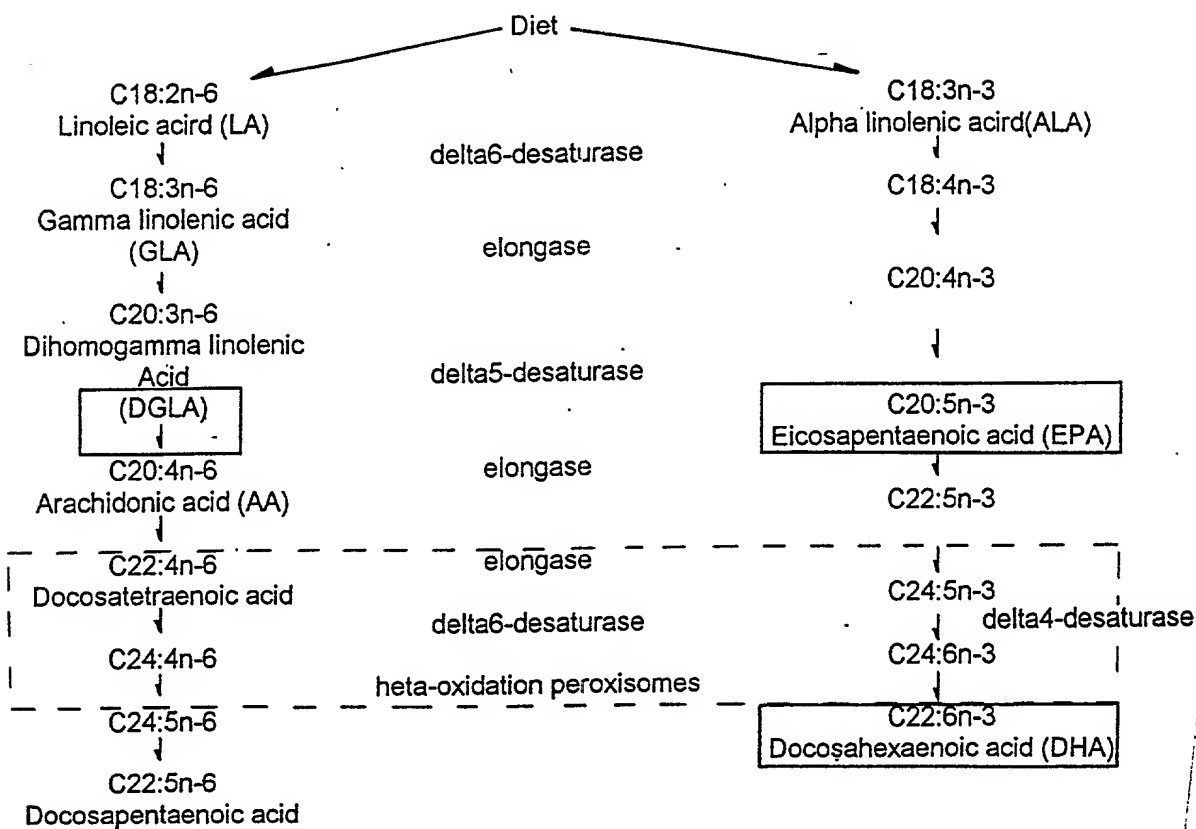 Diet
C18:2n-6
Linoleic acird (LA)
C18:3n-6
Gamma linolenic acid
(GLA)
C20:3n-6
Dihomogamma linolenic
Acid
(DGLA)
C20:4n-6
Arachidonic acid (AA)
C22:4n-6
Docosatetraenoic acid
C24:4n-6
C24:5n-6
C22:5n-6
Docosapentaenoic acid
delta6-desaturase
elongase
delta5-desaturase
elongase
elongase
delta6-desaturase
heta-oxidation peroxisomes
C18:3n-3
Alpha linolenic acird(ALA)
C18:4n-3
C20:4n-3
C20:5n-3
Eicosapentaenoic acid (EPA)
C22:5n-3
C24:5n-3
delta4-desaturase
C24:6n-3
C22:6n-3
Docosahexaenoic acid (DHA)